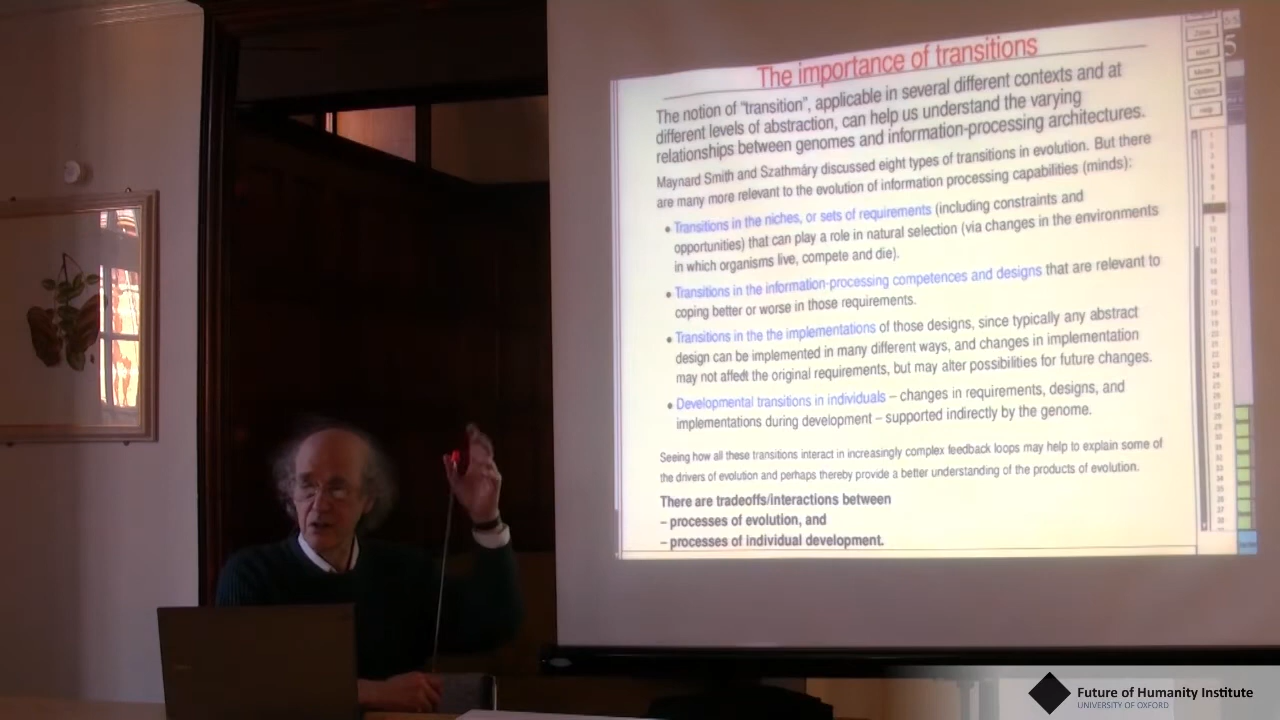 The importance of transitions
The notion of "transition", applicable in several different contexts and at
different levels of abstraction, can help us understand the varying
relationships between genomes and information-processing architectures.
Maynard Smith and Szathmáry discussed eight types of transitions in evolution. But there
are many more relevant to the evolution of information processing capabilities (minds):
• Transitions in the niches, or sets of requirements (including constraints and
opportunities) that can play a role in natural selection (via changes in the environments
in which organisms live, compete and die).
• Transitions in the information-processing competences and designs that are relevant to
coping better or worse in those requirements.
• Transitions in the the implementations of those designs, since typically any abstract
design can be implemented in many different ways, and changes in implementation
may not affect the original requirements, but may alter possibilities for future changes.
• Developmental transitions in individuals – changes in requirements, designs, and
implementations during development – supported indirectly by the genome.
Seeing how all these transitions interact in increasingly complex feedback loops may help to explain some of
the drivers of evolution and perhaps thereby provide a better understanding of the products of evolution.
There are tradeoffs/interactions between
– processes of evolution, and
– processes of individual development.
Future of Humanity Institute
UNIVERSITY OF OXFORD